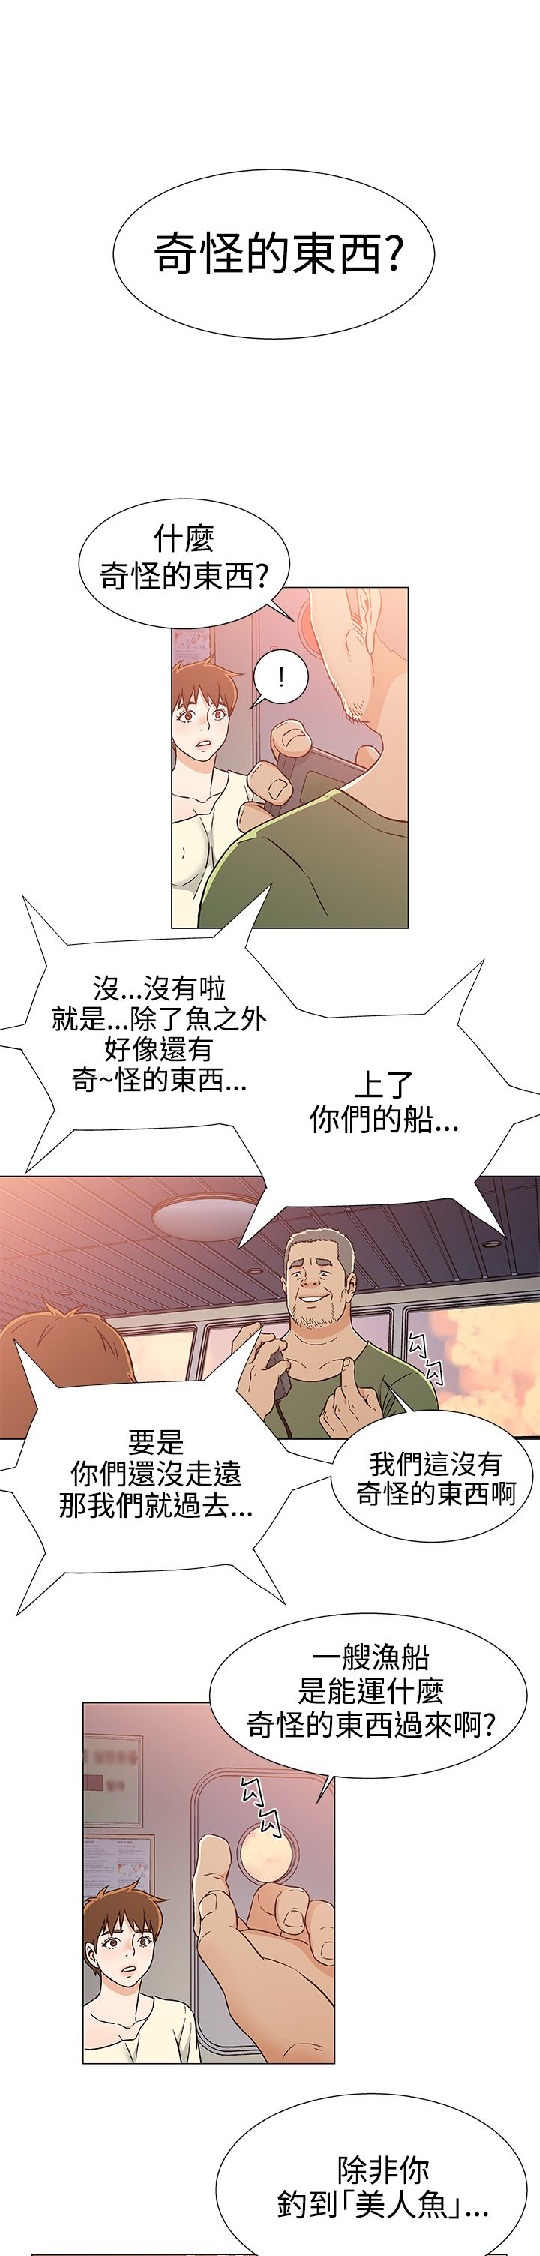 奇怪的東西?
什麼
奇怪的東西?
!
沒...沒有啦
就是...除了魚之外
好像還有
奇~怪的東西...
上了
你們的船...
勾
勾
要是
你們還沒走遠
那我們就過去...
我們這沒有
奇怪的東西啊
一艘漁船
是能運什麼
奇怪的東西過來啊?
勾
勾
除非你
釣到「美人魚」...